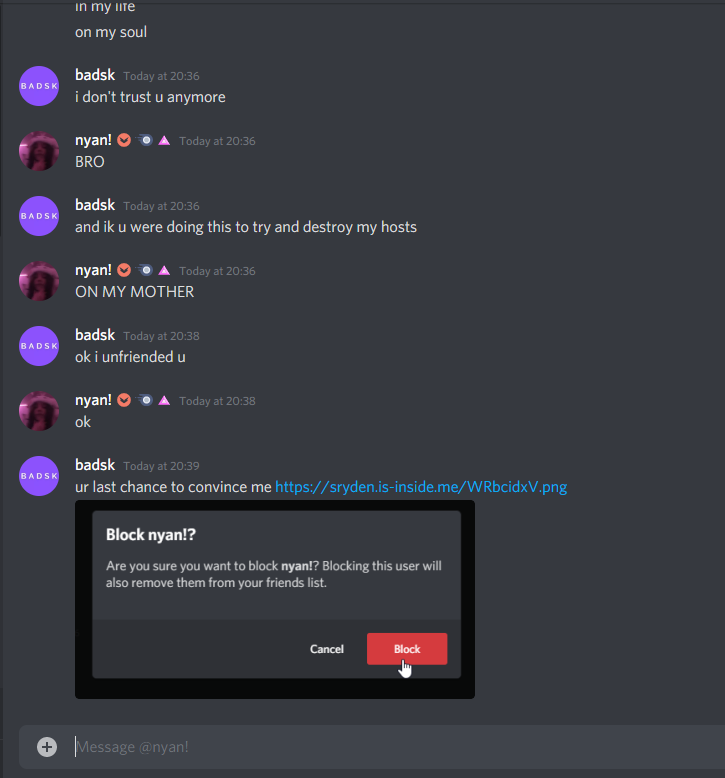 in my life
on my soul
BADSK
badsk Today at 20:36
i don't trust u anymore
nyan! Today at 20:36
BRO
BADSK
badsk Today at 20:36
and ik u were doing this to try and destroy my hosts
nyan! Today at 20:36
ON MY MOTHER
BADSK
badsk Today at 20:38
ok i unfriended u
nyan! Today at 20:38
ok
BADSK
badsk Today at 20:39
ur last chance to convince me https://sryden.is-inside.me/WRbcidxV.png
Block nyan!?
Are you sure you want to block nyan!? Blocking this user will
also remove them from your friends list.
Cancel Block
Message @nyan!